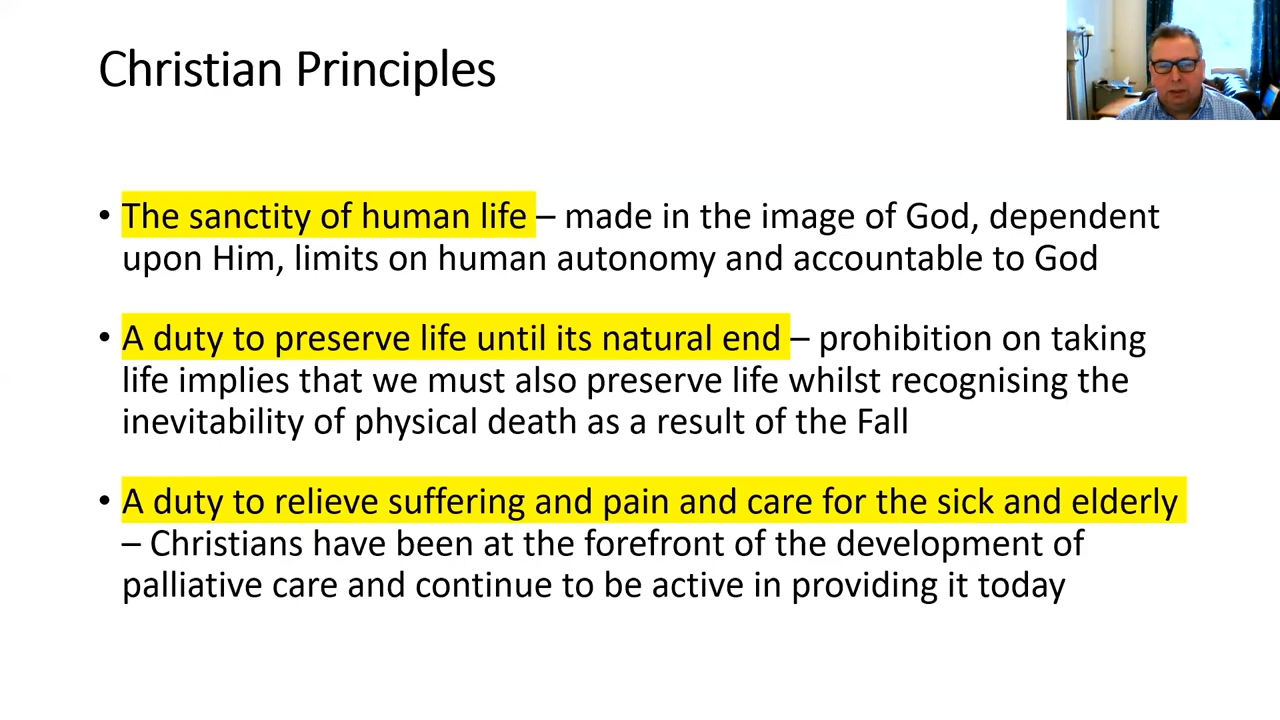 Christian Principles
• The sanctity of human life – made in the image of God, dependent
upon Him, limits on human autonomy and accountable to God
• A duty to preserve life until its natural end – prohibition on taking
life implies that we must also preserve life whilst recognising the
inevitability of physical death as a result of the Fall
• A duty to relieve suffering and pain and care for the sick and elderly
– Christians have been at the forefront of the development of
palliative care and continue to be active in providing it today